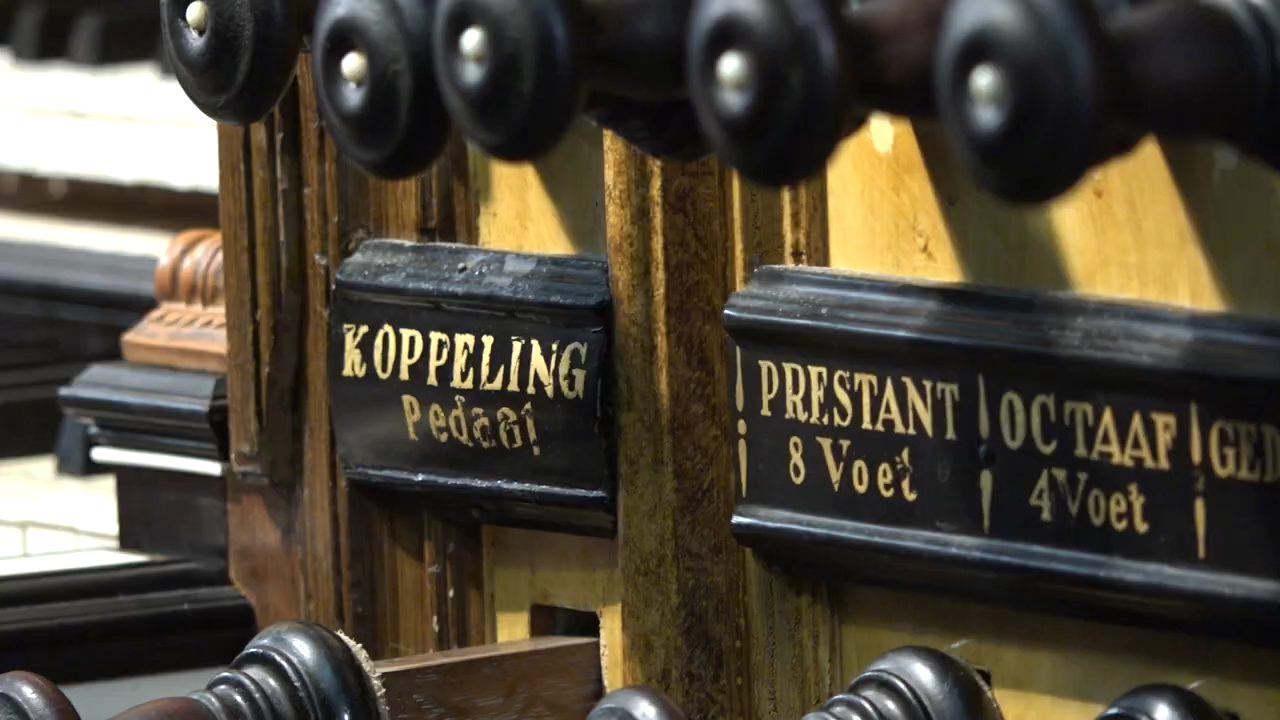 KOPPELING
Pedaal
PRESTANT
8 Voet
OCTAAF
4 Voet